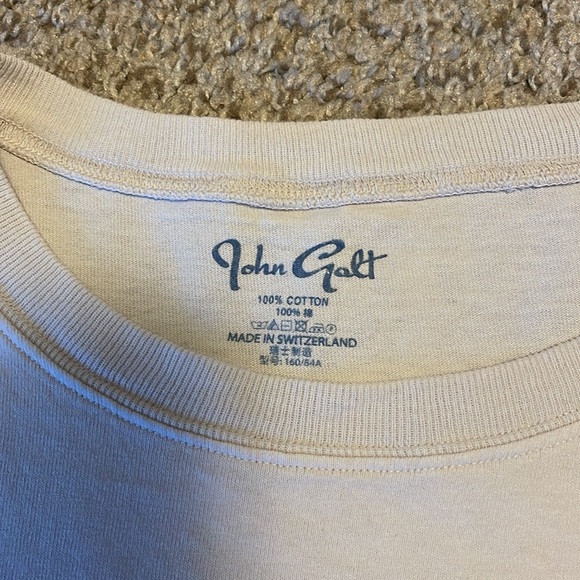 John Galt
100% COTTON
100% 棉
MADE IN SWITZERLAND
瑞士制造
型号: 160/84A